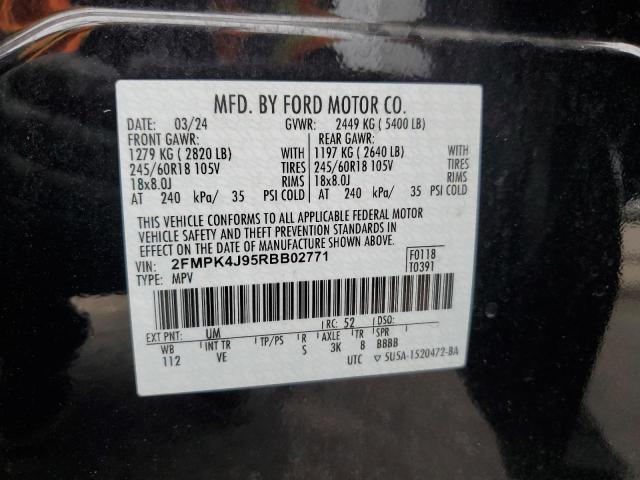 MFD. BY FORD MOTOR CO.
DATE: 03/24 GVWR: 2449 KG ( 5400 LB)
FRONT GAWR: REAR GAWR:
1279 KG ( 2820 LB) WITH 1197 KG ( 2640 LB) WITH
245/60R18 105V TIRES 245/60R18 105V TIRES
18x8.0J RIMS 18x8.0J RIMS
AT 240 kPa/ 35 PSI COLD AT 240 kPa/ 35 PSI COLD
THIS VEHICLE CONFORMS TO ALL APPLICABLE FEDERAL MOTOR
VEHICLE SAFETY AND THEFT PREVENTION STANDARDS IN
EFFECT ON THE DATE OF MANUFACTURE SHOWN ABOVE.
VIN: 2FMPK4J95RBB02771 F0118
TYPE: MPV T0391
EXT PNT: UM RC: 52 DSO:
WB INT TR TP/PS R AXLE TR SPR
112 VE S 3K 8 BBBB
UTC ▽ 5U5A-1520472-BA